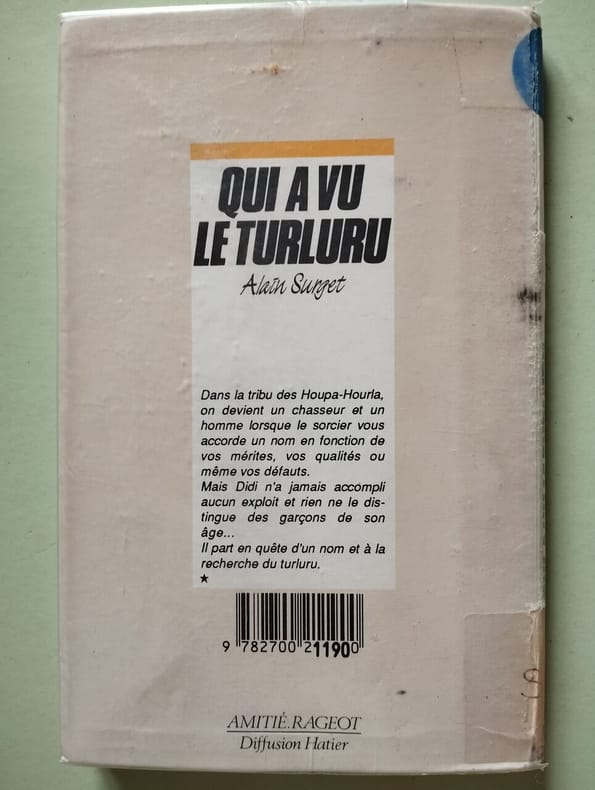 QUI A VU
LE TURLURU
Alain Surget
Dans la tribu des Houpa-Hourla,
on devient un chasseur et un
homme lorsque le sorcier vous
accorde un nom en fonction de
vos mérites, vos qualités ou
même vos défauts.
Mais Didi n'a jamais accompli
aucun exploit et rien ne le dis-
tingue des garçons de son
âge...
Il part en quête d'un nom et à la
recherche du turluru.
★
9 782700 211900
AMITIÉ.RAGEOT
Diffusion Hatier